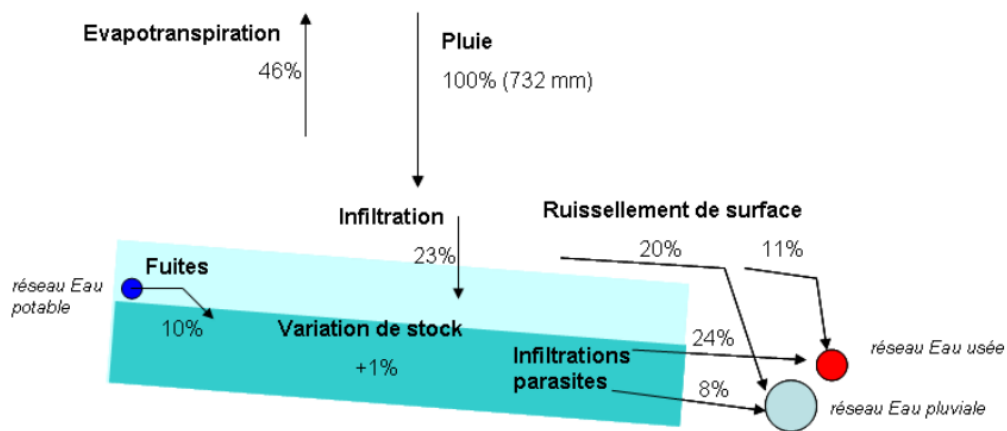 Evapotranspiration
46%
Pluie
100% (732 mm)
Infiltration
23%
Ruissellement de surface
20%
11%
réseau Eau
potable
Fuites
10%
Variation de stock
+1%
Infiltrations
parasites
24%
8%
réseau Eau usée
réseau Eau pluviale